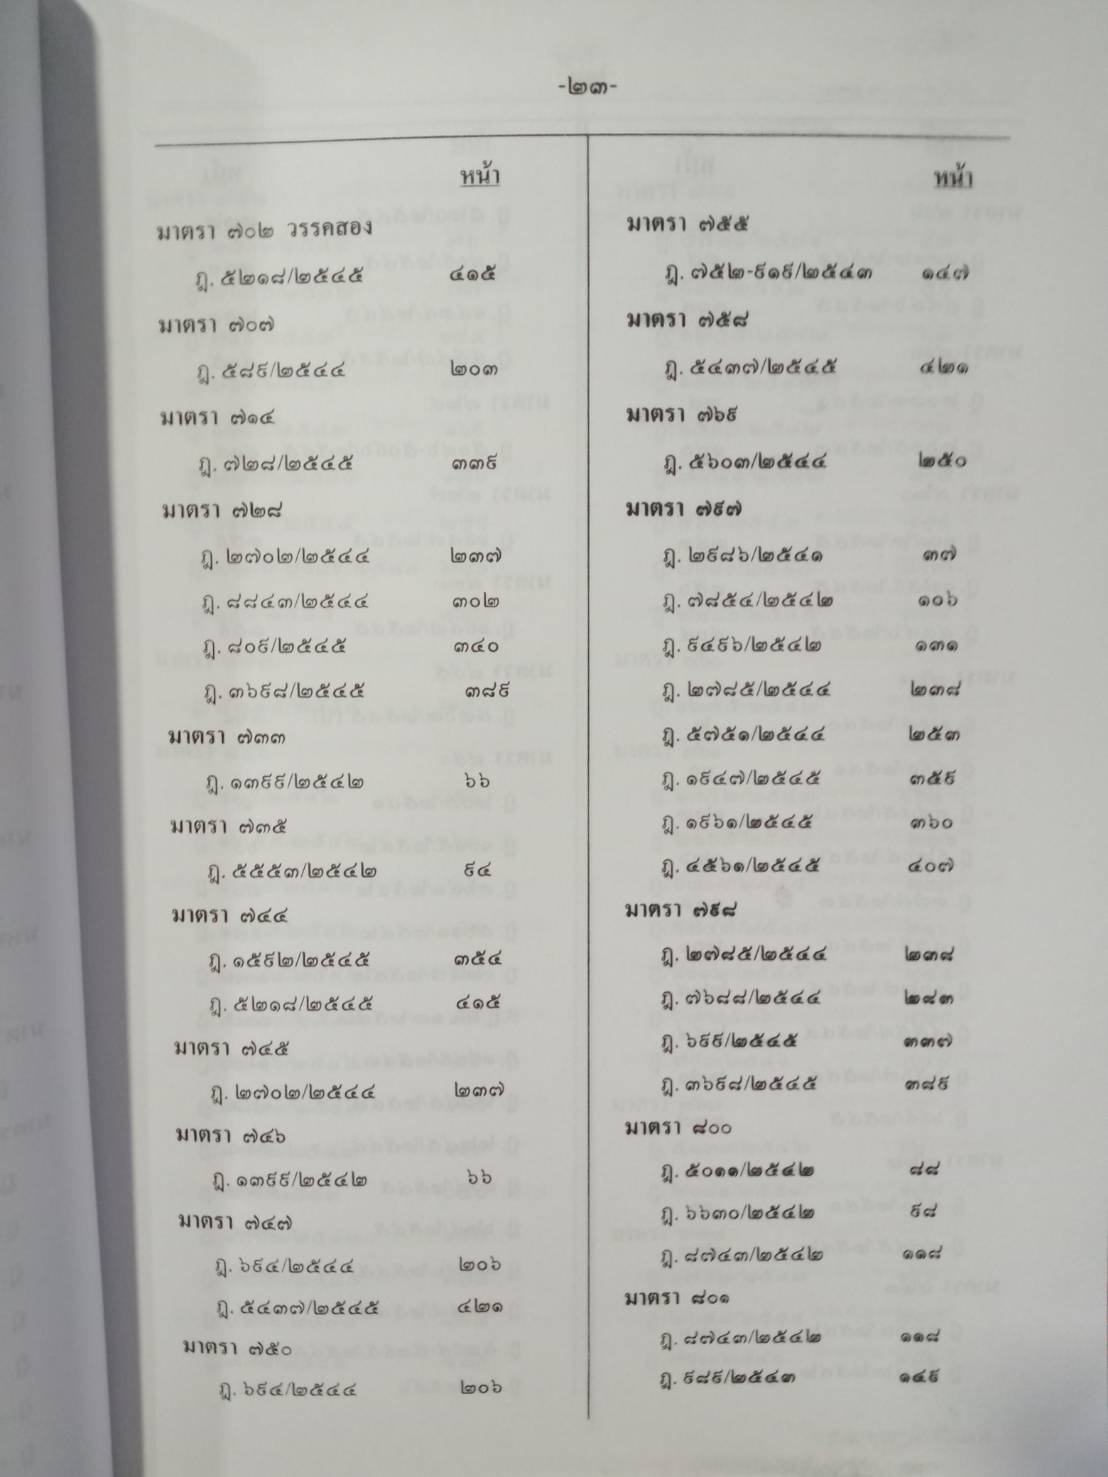 -๒๓-
หน้า
มาตรา ๗๐๒ วรรคสอง
ฎ. ๕๒๑๘/๒๕๔๕ ๔๑๕
มาตรา ๗๐๗
ฎ. ๕๘๙/๒๕๔๔ ๒๐๓
มาตรา ๗๑๔
ฎ. ๗๒๘/๒๕๔๕ ๓๓๙
มาตรา ๗๒๘
ฎ. ๒๗๐๒/๒๕๔๔ ๒๓๗
ฎ. ๘๘๔๓/๒๕๔๔ ๓๐๒
ฎ. ๘๐๙/๒๕๔๕ ๓๔๐
ฎ. ๓๖๙๘/๒๕๔๕ ๓๘๙
มาตรา ๗๓๓
ฎ. ๑๓๙๙/๒๕๔๒ ๖๖
มาตรา ๗๓๕
ฎ. ๕๕๕๓/๒๕๔๒ ๙๔
มาตรา ๗๔๔
ฎ. ๑๕๙๒/๒๕๔๕ ๓๕๔
ฎ. ๕๒๑๘/๒๕๔๕ ๔๑๕
มาตรา ๗๔๕
ฎ. ๒๗๐๒/๒๕๔๔ ๒๓๗
มาตรา ๗๔๖
ฎ. ๑๓๙๙/๒๕๔๒ ๖๖
มาตรา ๗๔๗
ฎ. ๖๙๔/๒๕๔๔ ๒๐๖
ฎ. ๕๔๓๗/๒๕๔๕ ๔๒๑
มาตรา ๗๕๐
ฎ. ๖๙๔/๒๕๔๔ ๒๐๖
หน้า
มาตรา ๗๕๕
ฎ. ๗๕๒-๙๑๙/๒๕๔๓ ๑๔๗
มาตรา ๗๕๘
ฎ. ๕๔๓๗/๒๕๔๕ ๔๒๑
มาตรา ๗๖๙
ฎ. ๕๖๐๓/๒๕๔๔ ๒๕๐
มาตรา ๗๙๗
ฎ. ๒๙๘๖/๒๕๔๑ ๓๗
ฎ. ๗๘๕๔/๒๕๔๒ ๑๐๖
ฎ. ๙๔๙๖/๒๕๔๒ ๑๓๑
ฎ. ๒๗๘๕/๒๕๔๔ ๒๓๘
ฎ. ๕๗๕๑/๒๕๔๔ ๒๕๓
ฎ. ๑๙๔๗/๒๕๔๕ ๓๕๙
ฎ. ๑๙๖๑/๒๕๔๕ ๓๖๐
ฎ. ๔๕๖๑/๒๕๔๕ ๔๐๗
มาตรา ๗๙๘
ฎ. ๒๗๘๕/๒๕๔๔ ๒๓๘
ฎ. ๗๖๘๘/๒๕๔๔ ๒๘๓
ฎ. ๖๙๙/๒๕๔๕ ๓๓๗
ฎ. ๓๖๙๘/๒๕๔๕ ๓๘๙
มาตรา ๘๐๐
ฎ. ๕๐๑๑/๒๕๔๒ ๘๘
ฎ. ๖๖๓๐/๒๕๔๒ ๙๘
ฎ. ๘๗๔๓/๒๕๔๒ ๑๑๘
มาตรา ๘๐๑
ฎ. ๘๗๔๓/๒๕๔๒ ๑๑๘
ฎ. ๙๘๙/๒๕๔๓ ๑๔๙